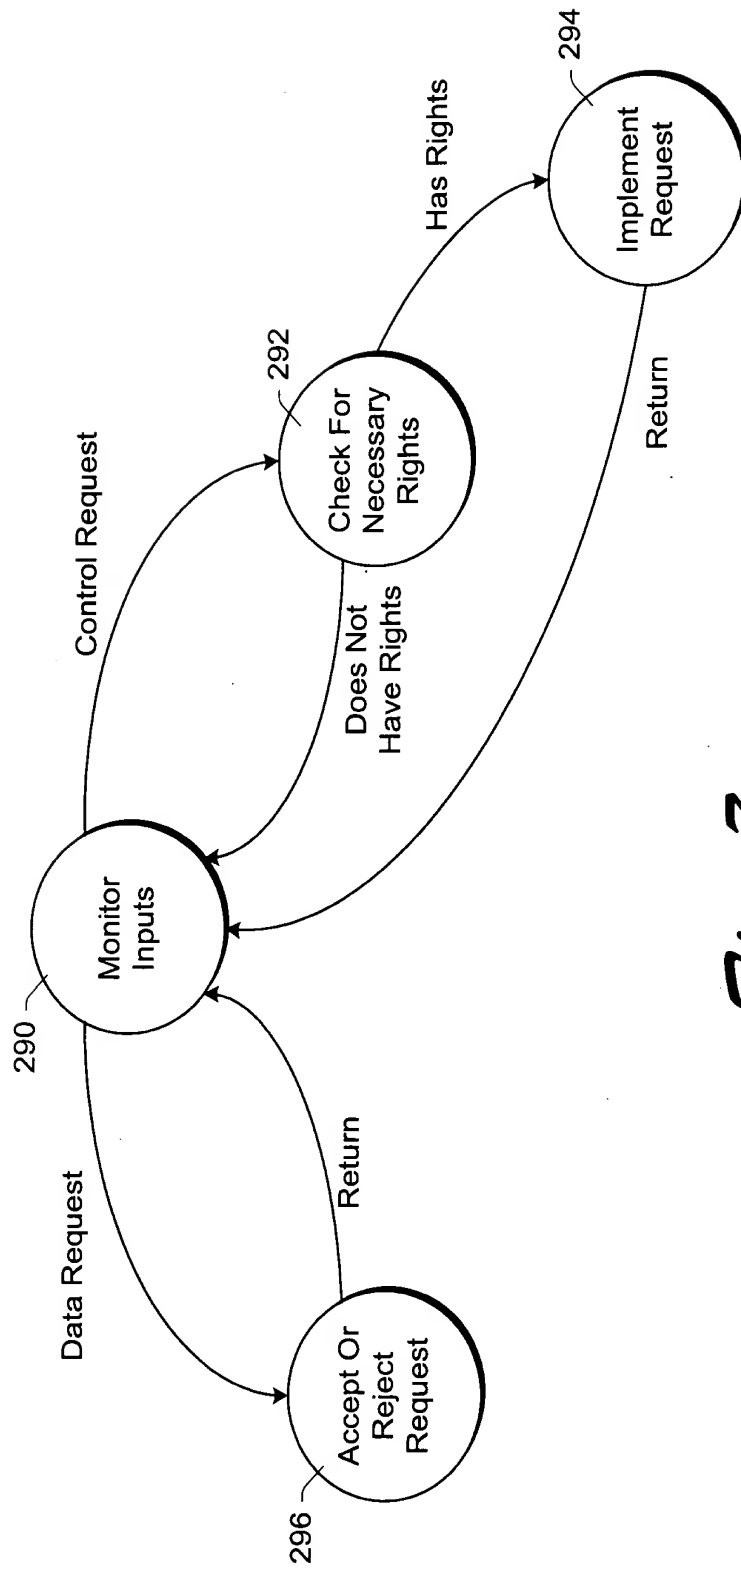 290
Monitor
Inputs
Data Request
Control Request
296
Accept Or
Reject
Request
Return
292
Check For
Necessary
Rights
Does Not
Have Rights
Has Rights
294
Implement
Request
Return